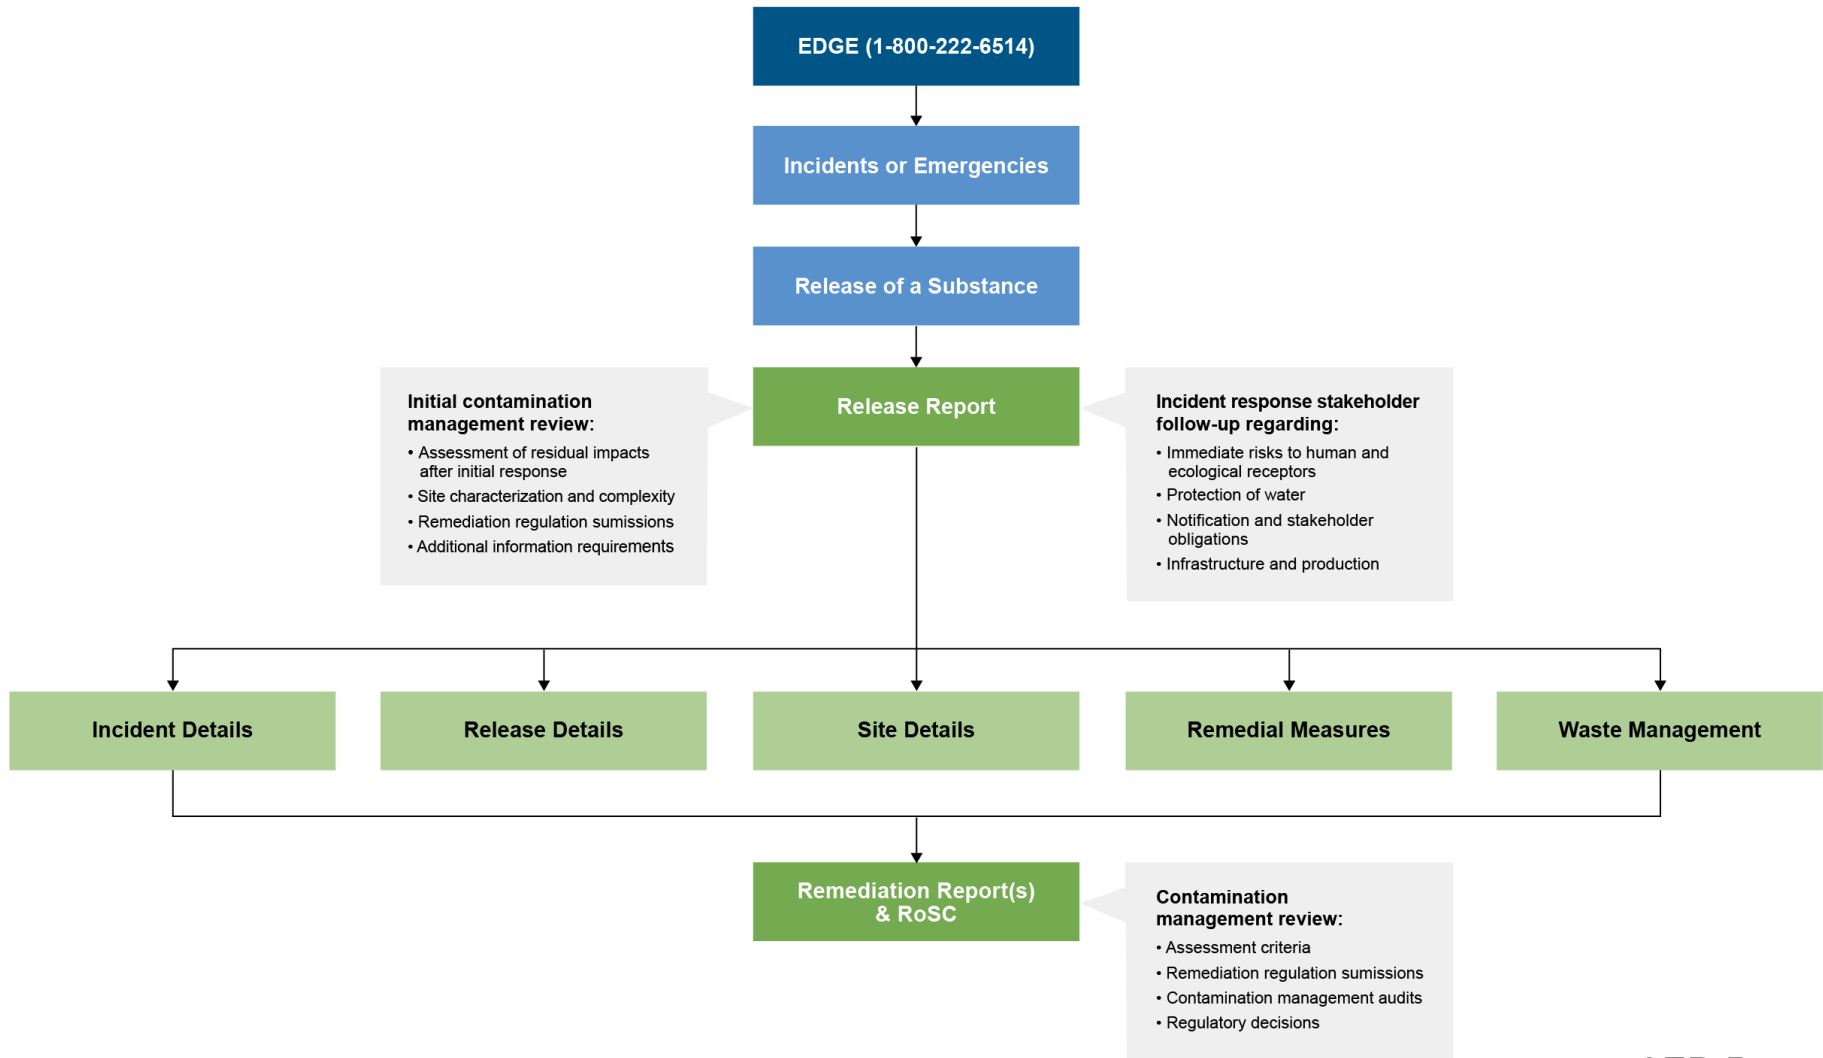 EDGE (1-800-222-6514)
Incidents or Emergencies
Release of a Substance
Release Report
Initial contamination
management review:
• Assessment of residual impacts
after initial response
• Site characterization and complexity
• Remediation regulation sumissions
• Additional information requirements
Incident response stakeholder
follow-up regarding:
• Immediate risks to human and
ecological receptors
• Protection of water
• Notification and stakeholder
obligations
• Infrastructure and production
Incident Details
Release Details
Site Details
Remedial Measures
Waste Management
Remediation Report(s)
& RoSC
Contamination
management review:
• Assessment criteria
• Remediation regulation sumissions
• Contamination management audits
• Regulatory decisions